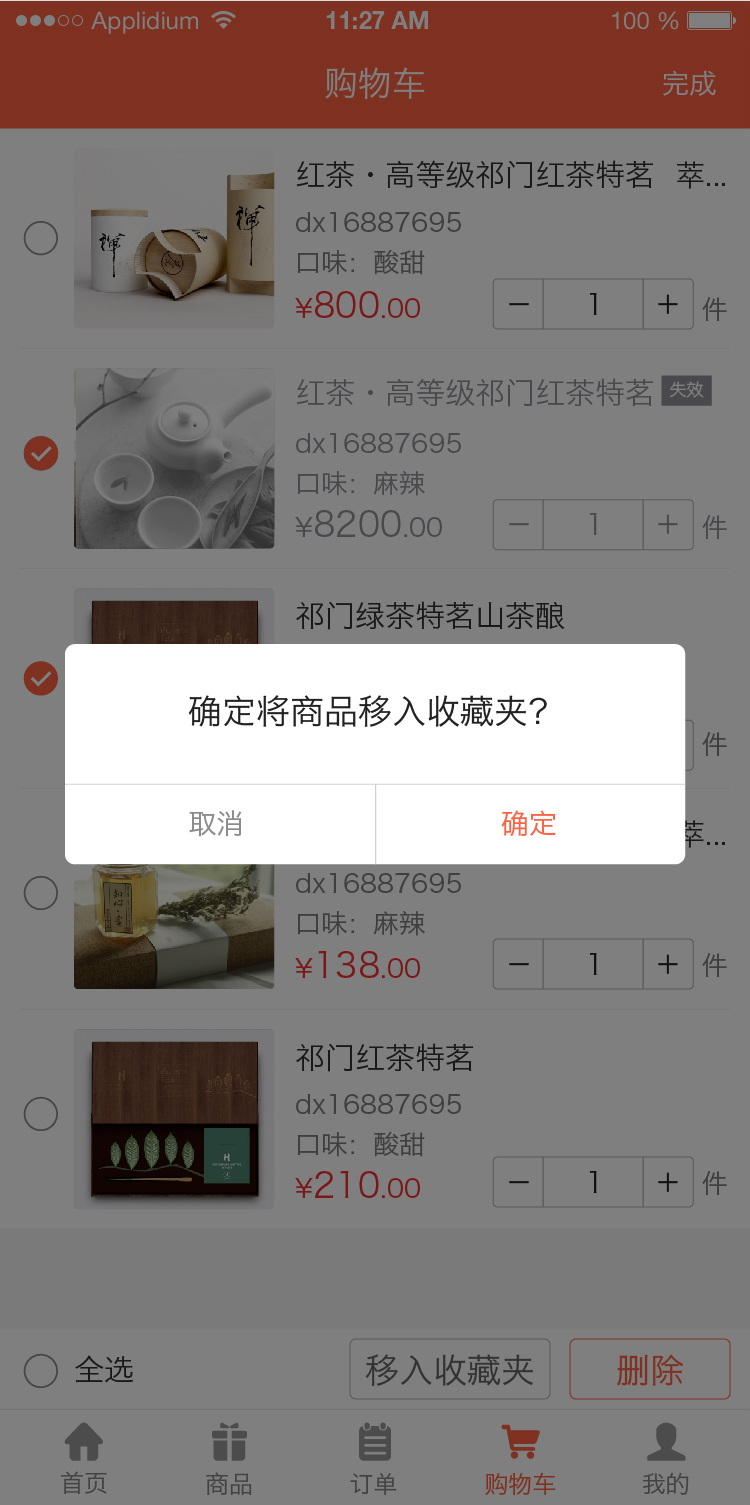 Applidium 11:27 AM 100 %
购物车 完成
红茶·高等级祁门红茶特茗 萃...
dx16887695
口味：酸甜
¥800.00 − 1 + 件
红茶·高等级祁门红茶特茗 失效
dx16887695
口味：麻辣
¥8200.00 − 1 + 件
祁门绿茶特茗山茶酿
确定将商品移入收藏夹?
件
取消 确定
萃...
dx16887695
口味：麻辣
¥138.00 − 1 + 件
祁门红茶特茗
dx16887695
口味：酸甜
¥210.00 − 1 + 件
全选 移入收藏夹 删除
首页 商品 订单 购物车 我的